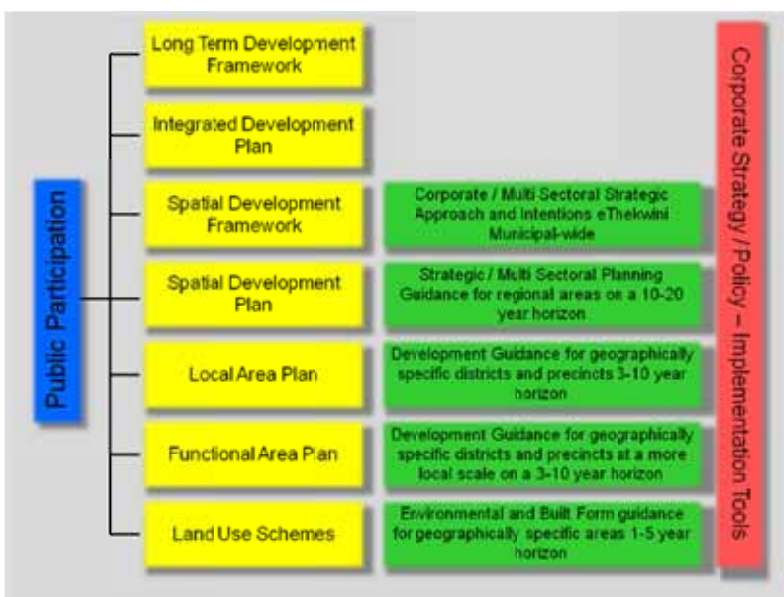 Public Participation
Long Term Development
Framework
Integrated Development
Plan
Spatial Development
Framework
Corporate / Multi Sectoral Strategic
Approach and Intentions eThekwini
Municipal-wide
Spatial Development
Plan
Strategic / Multi Sectoral Planning
Guidance for regional areas on a 10-20
year horizon
Local Area Plan
Development Guidance for geographically
specific districts and precincts 3-10 year
horizon
Functional Area Plan
Development Guidance for geographically
specific districts and precincts at a more
local scale on a 3-10 year horizon
Land Use Schemes
Environmental and Built Form guidance
for geographically specific areas 1-5 year
horizon
Corporate Strategy / Policy – Implementation Tools